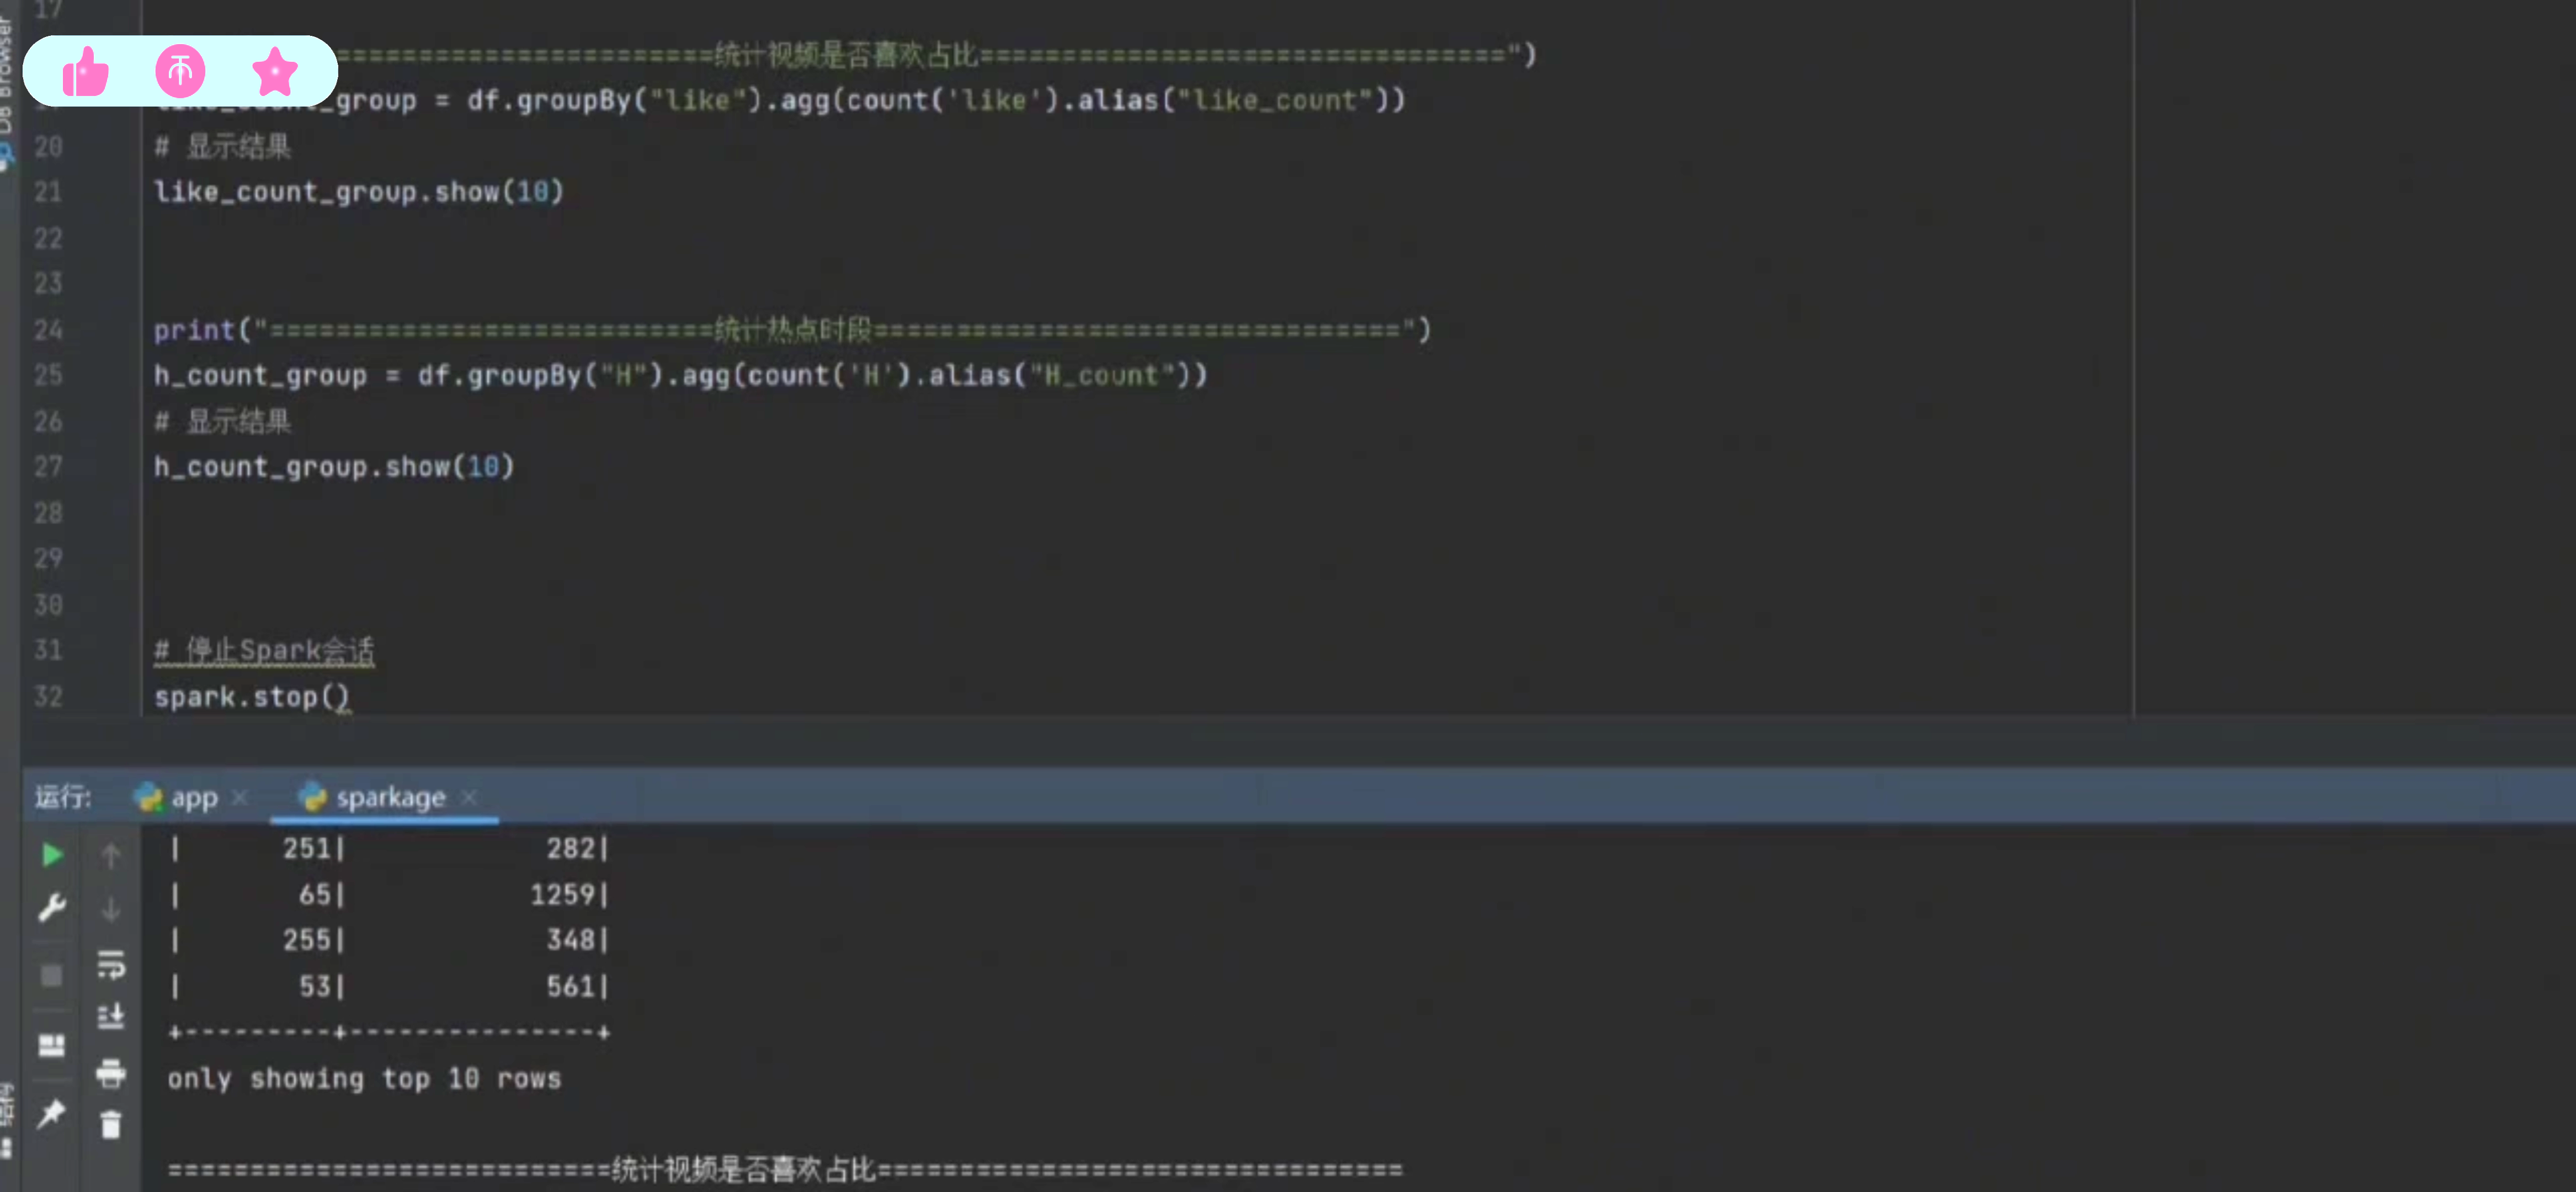 17
===========================统计视频是否喜欢占比================================")
_group = df.groupBy("like").agg(count('like').alias("like_count"))
20 # 显示结果
21 like_count_group.show(10)
22
23
24 print("===========================统计热点时段================================")
25 h_count_group = df.groupBy("H").agg(count('H').alias("H_count"))
26 # 显示结果
27 h_count_group.show(10)
28
29
30
31 # 停止Spark会话
32 spark.stop()
DB Browser
运行: app × sparkage ×
| 251| 282|
| 65| 1259|
| 255| 348|
| 53| 561|
+---------+---------------+
only showing top 10 rows
结构
===========================统计视频是否喜欢占比================================